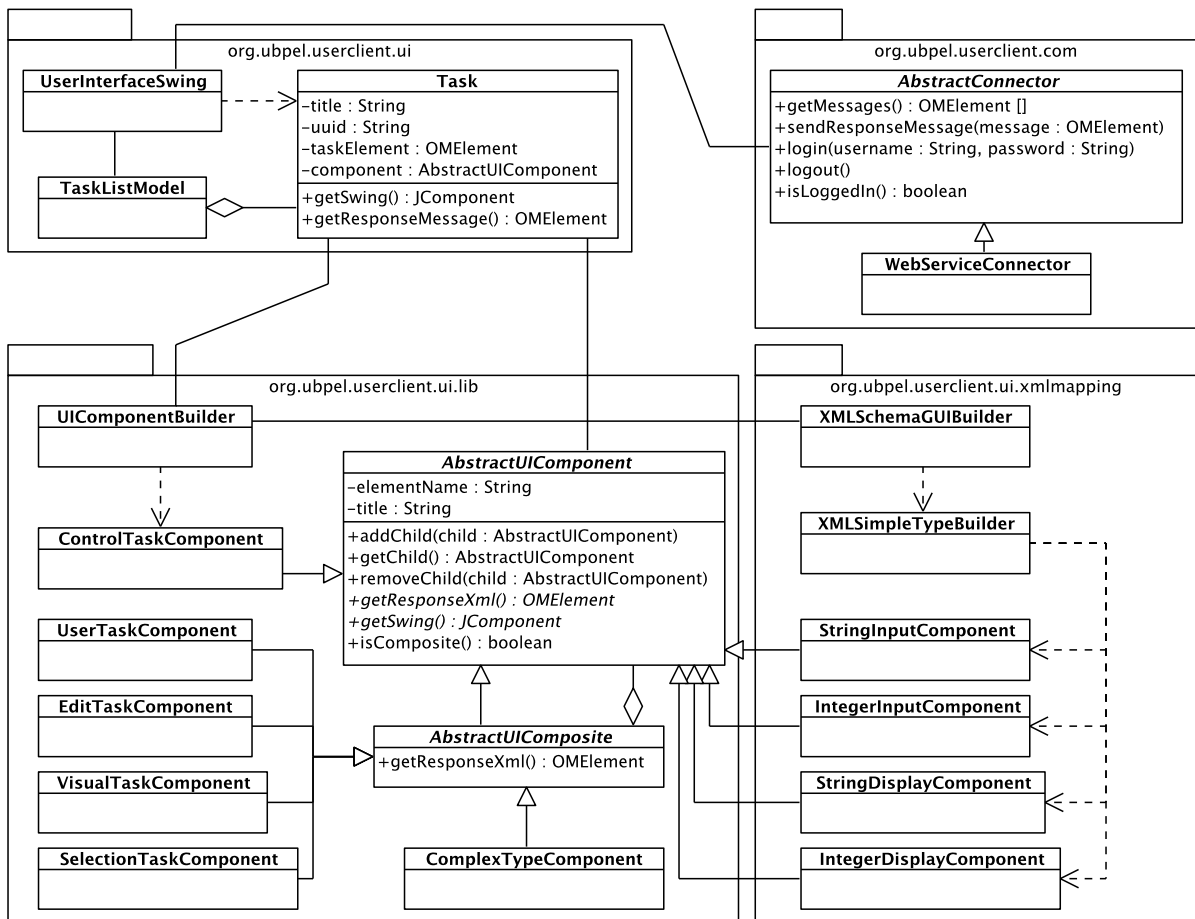 org.ubpel.userclient.ui
UserInterfaceSwing
Task
-title : String
-uuid : String
-taskElement : OMElement
-component : AbstractUIComponent
+getSwing() : JComponent
+getResponseMessage() : OMElement
TaskListModel
org.ubpel.userclient.com
AbstractConnector
+getMessages() : OMElement []
+sendResponseMessage(message : OMElement)
+login(username : String, password : String)
+logout()
+isLoggedIn() : boolean
WebServiceConnector
org.ubpel.userclient.ui.lib
UIComponentBuilder
ControlTaskComponent
AbstractUIComponent
-elementName : String
-title : String
+addChild(child : AbstractUIComponent)
+getChild() : AbstractUIComponent
+removeChild(child : AbstractUIComponent)
+getResponseXml() : OMElement
+getSwing() : JComponent
+isComposite() : boolean
UserTaskComponent
EditTaskComponent
VisualTaskComponent
SelectionTaskComponent
AbstractUIComposite
+getResponseXml() : OMElement
ComplexTypeComponent
org.ubpel.userclient.ui.xmlmapping
XMLSchemaGUIBuilder
XMLSimpleTypeBuilder
StringInputComponent
IntegerInputComponent
StringDisplayComponent
IntegerDisplayComponent